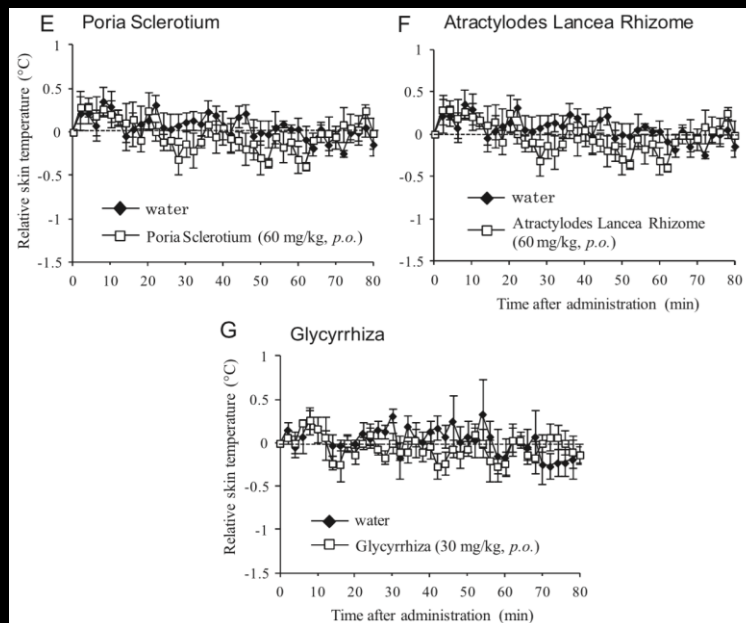 E Poria Sclerotium
Relative skin temperature (°C)
1
0.5
0
-0.5
-1
-1.5
water
Poria Sclerotium (60 mg/kg, p.o.)
0 10 20 30 40 50 60 70 80
F Atractylodes Lancea Rhizome
1
0.5
0
-0.5
-1
-1.5
water
Atractylodes Lancea Rhizome
(60 mg/kg, p.o.)
0 10 20 30 40 50 60 70 80
Time after administration (min)
G Glycyrrhiza
Relative skin temperature (°C)
1
0.5
0
-0.5
-1
-1.5
water
Glycyrrhiza (30 mg/kg, p.o.)
0 10 20 30 40 50 60 70 80
Time after administration (min)